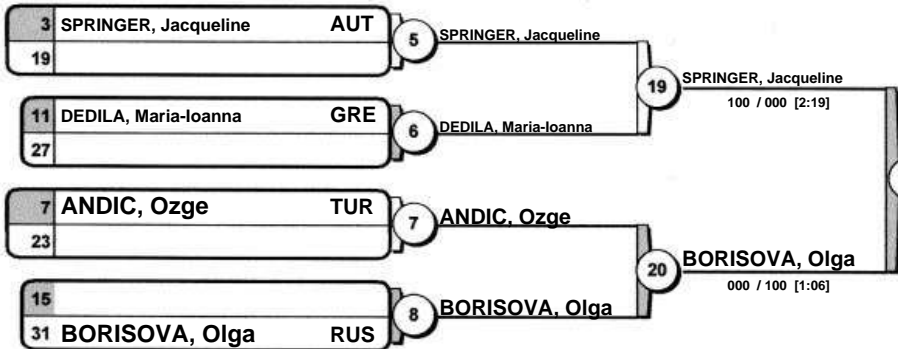 3 SPRINGER, Jacqueline AUT
19
5
SPRINGER, Jacqueline
11 DEDILA, Maria-Ioanna GRE
27
6
DEDILA, Maria-Ioanna
19
SPRINGER, Jacqueline
100 / 000 [2:19]
7 ANDIC, Ozge TUR
23
7
ANDIC, Ozge
15
31 BORISOVA, Olga RUS
8
BORISOVA, Olga
20
BORISOVA, Olga
000 / 100 [1:06]